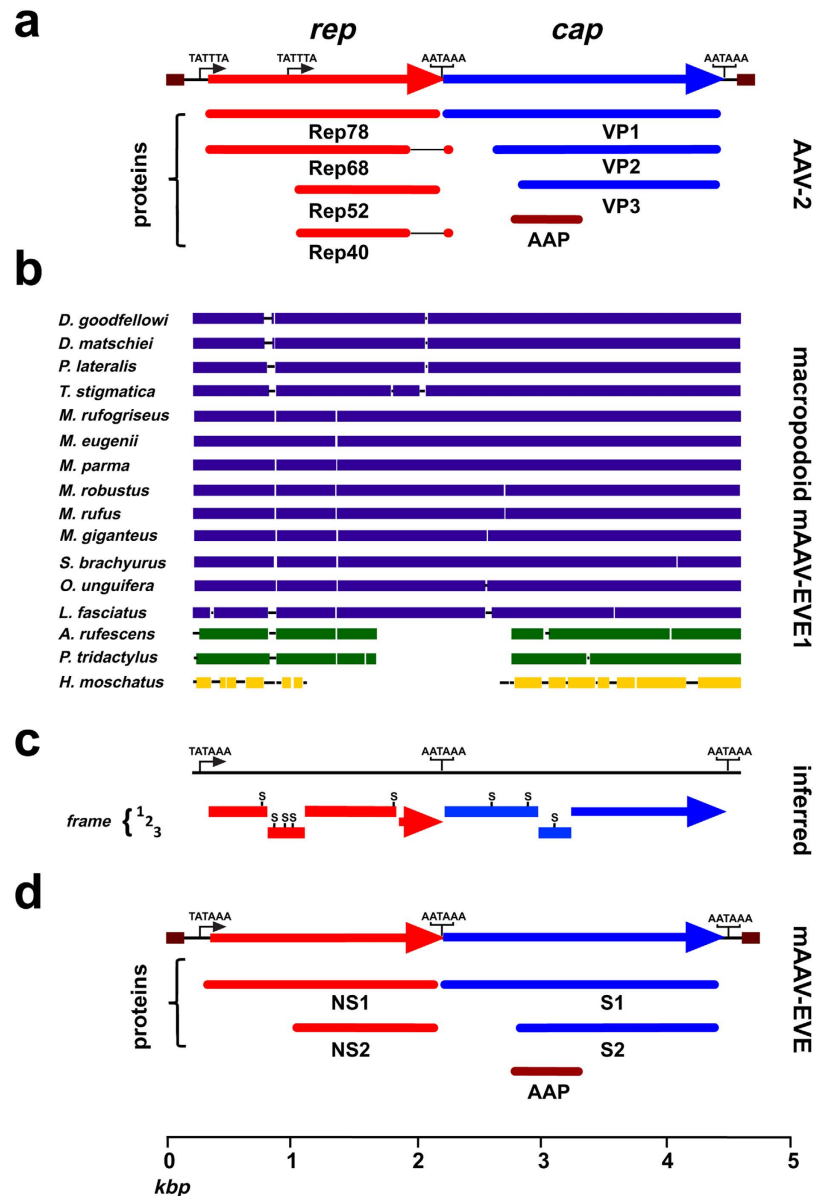 a
rep cap
TATTTA TATTTA AATAAA AATAAA
proteins
Rep78 VP1
Rep68 VP2
Rep52 VP3
Rep40 AAP
AAV-2
b
D. goodfellowi
D. matschiei
P. lateralis
T. stigmatica
M. rufogriseus
M. eugenii
M. parma
M. robustus
M. rufus
M. giganteus
S. brachyurus
O. unguifera
L. fasciatus
A. rufescens
P. tridactylus
H. moschatus
macropodoid mAAV-EVE1
c
TATAAA AATAAA AATAAA
S S S S
frame { 1 2 3 S S S S
inferred
d
TATAAA AATAAA AATAAA
proteins
NS1 S1
NS2 S2
AAP
mAAV-EVE
0 1 2 3 4 5
kbp